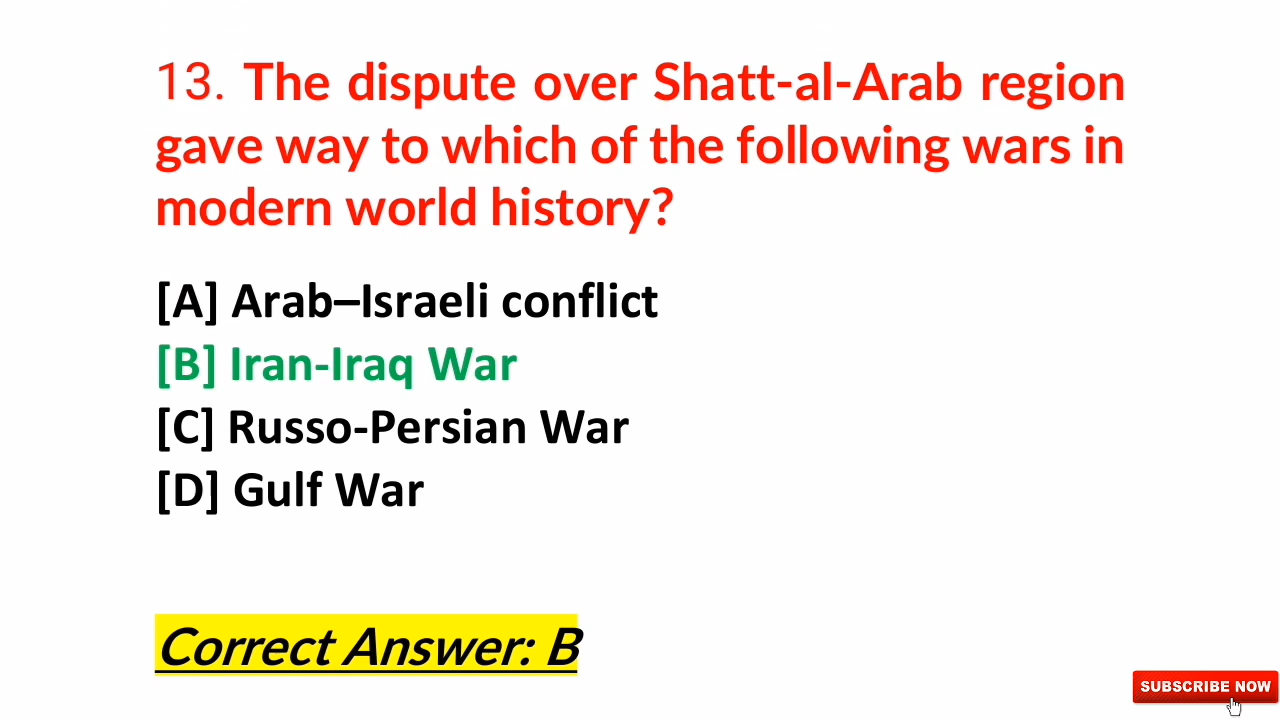 13. The dispute over Shatt-al-Arab region
gave way to which of the following wars in
modern world history?
[A] Arab–Israeli conflict
[B] Iran-Iraq War
[C] Russo-Persian War
[D] Gulf War
Correct Answer: B
SUBSCRIBE NOW